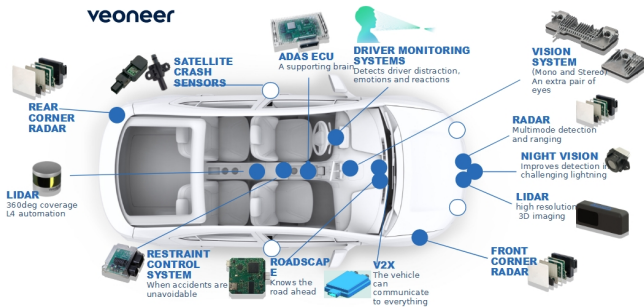 veoneer
SATELLITE
CRASH
SENSORS
ADAS ECU
A supporting brain
DRIVER MONITORING
SYSTEMS
Detects driver distraction,
emotions and reactions
VISION
SYSTEM
(Mono and Stereo)
An extra pair of
eyes
REAR
CORNER
RADAR
RADAR
Multimode detection
and ranging
NIGHT VISION
Improves detection i
challenging lightning
LIDAR
360deg coverage
L4 automation
LIDAR
high resolution
3D imaging
RESTRAINT
CONTROL
SYSTEM
When accidents are
unavoidable
ROADSCAP
E
Knows the
road ahead
V2X
The vehicle
can
communicate
to everything
FRONT
CORNER
RADAR